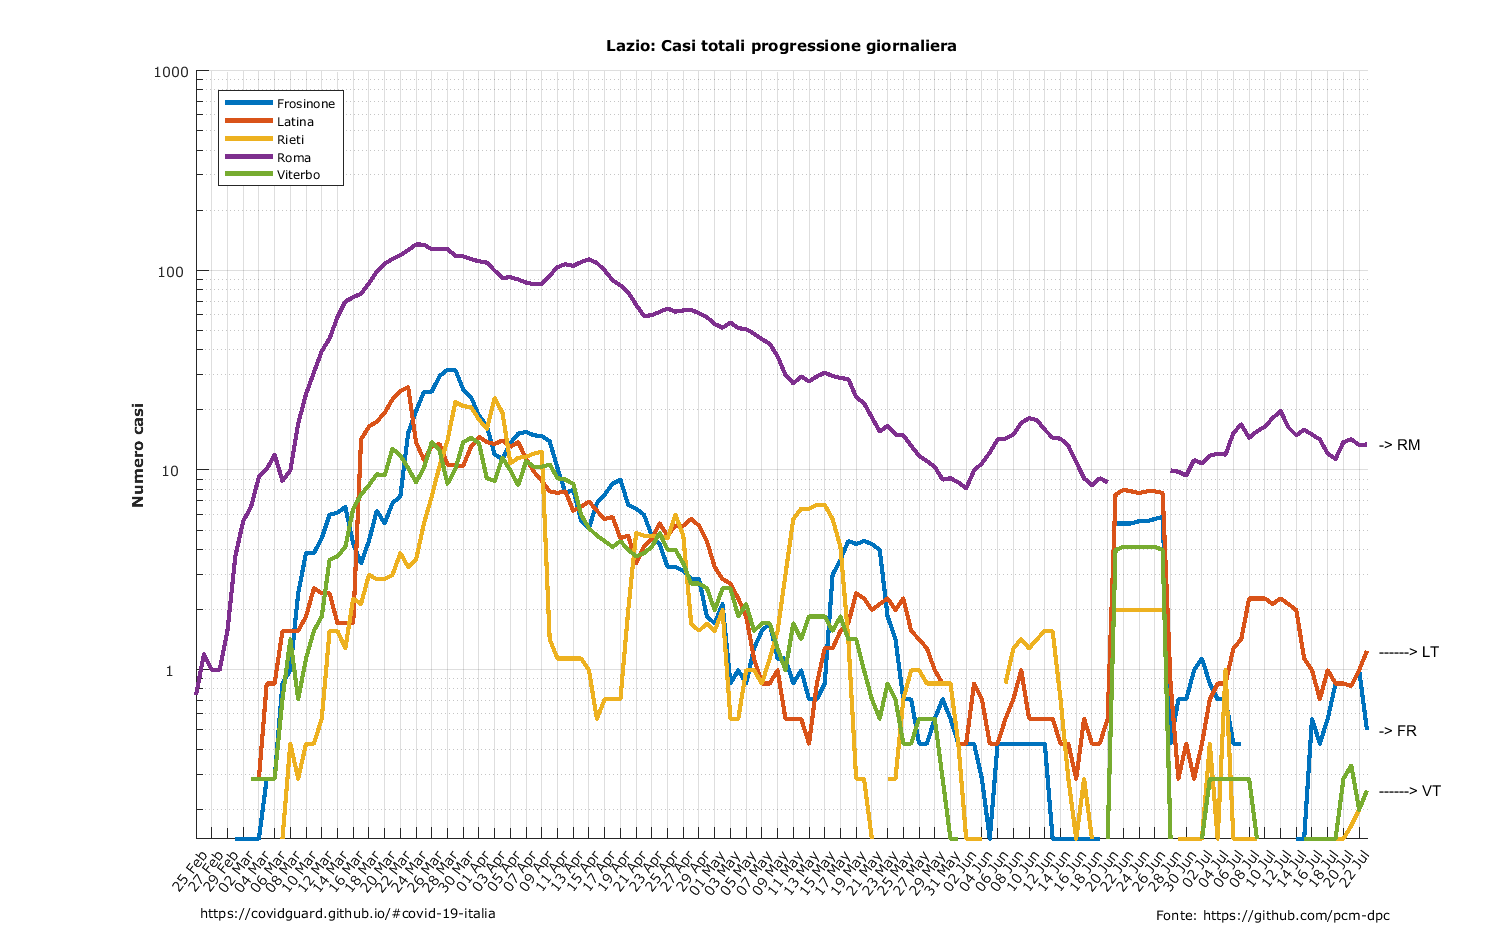 Lazio: Casi totali progressione giornaliera
1000
100
10
1
Numero casi
Frosinone
Latina
Rieti
Roma
Viterbo
-> RM
------> LT
-> FR
------> VT
25 Feb
27 Feb
29 Feb
02 Mar
04 Mar
06 Mar
08 Mar
10 Mar
12 Mar
14 Mar
16 Mar
18 Mar
20 Mar
22 Mar
24 Mar
26 Mar
28 Mar
30 Mar
01 Apr
03 Apr
05 Apr
07 Apr
09 Apr
11 Apr
13 Apr
15 Apr
17 Apr
19 Apr
21 Apr
23 Apr
25 Apr
27 Apr
29 Apr
01 May
03 May
05 May
07 May
09 May
11 May
13 May
15 May
17 May
19 May
21 May
23 May
25 May
27 May
29 May
31 May
02 Jun
04 Jun
06 Jun
08 Jun
10 Jun
12 Jun
14 Jun
16 Jun
18 Jun
20 Jun
22 Jun
24 Jun
26 Jun
28 Jun
30 Jun
02 Jul
04 Jul
06 Jul
08 Jul
10 Jul
12 Jul
14 Jul
16 Jul
18 Jul
20 Jul
22 Jul
https://covidguard.github.io/#covid-19-italia
Fonte: https://github.com/pcm-dpc